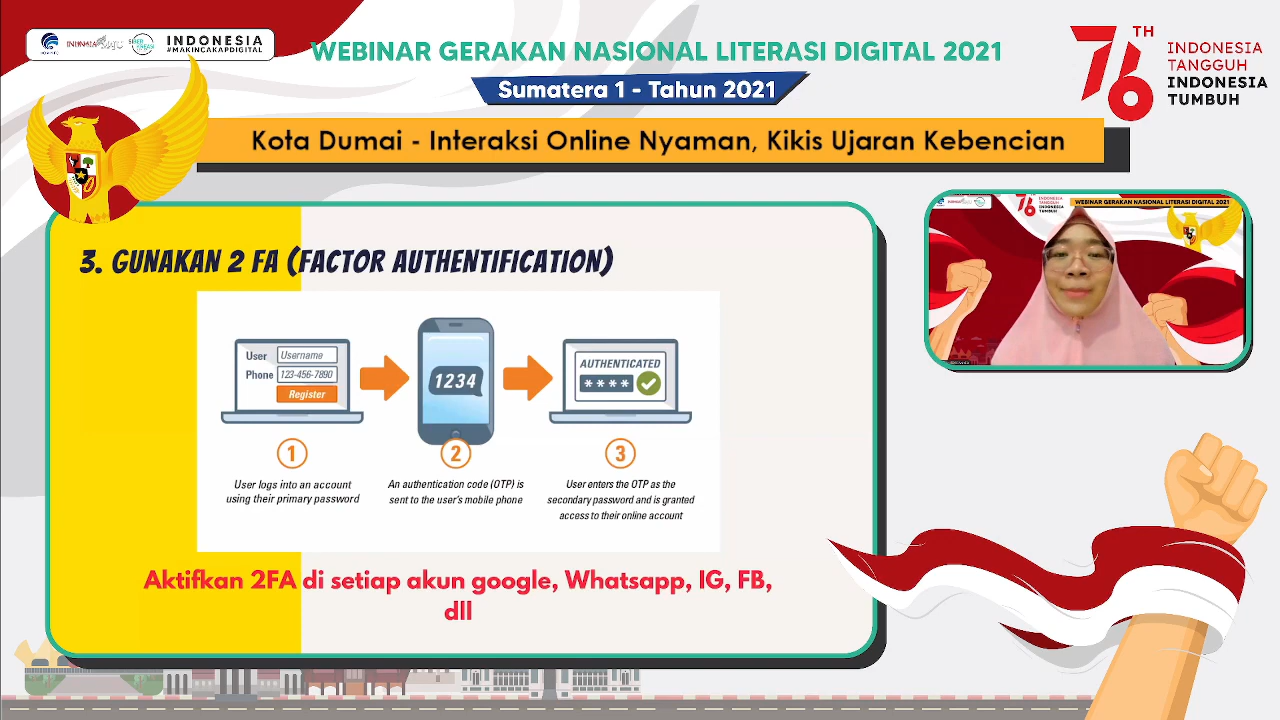 INDONESIA
#MAKINCAKAPDIGITAL
WEBINAR GERAKAN NASIONAL LITERASI DIGITAL 2021
Sumatera 1 - Tahun 2021
Kota Dumai - Interaksi Online Nyaman, Kikis Ujaran Kebencian
76TH
INDONESIA
TANGGUH
INDONESIA
TUMBUH
3. GUNAKAN 2 FA (FACTOR AUTHENTIFICATION)
User Username
Phone 123-456-7890
Register
1234
AUTHENTICATED
****
1
2
3
User logs into an account
using their primary password
An authentication code (OTP) is
sent to the user's mobile phone
User enters the OTP as the
secondary password and is granted
access to their online account
Aktifkan 2FA di setiap akun google, Whatsapp, IG, FB,
dll
76
INDONESIA
TANGGUH
INDONESIA
TUMBUH
WEBINAR GERAKAN NASIONAL LITERASI DIGITAL 2021